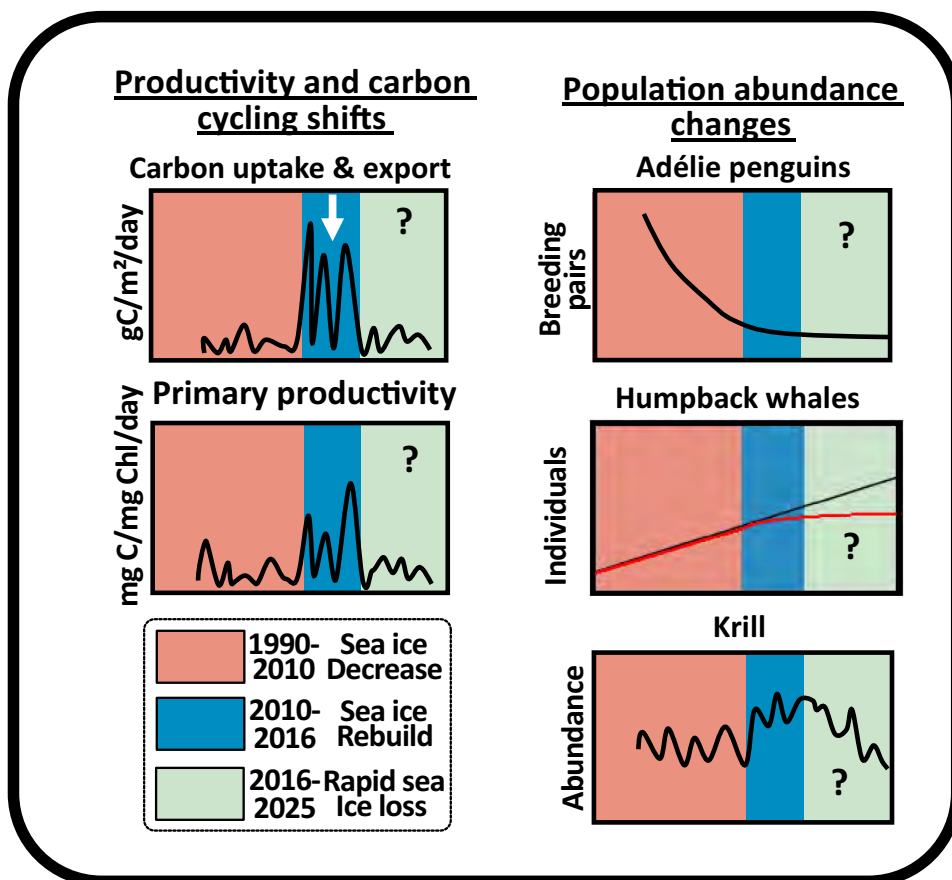 Productivity and carbon
cycling shifts
Carbon uptake & export
gC/m²/day
?
Primary productivity
mg C/mg Chl/day
?
1990-
2010
Sea ice
Decrease
2010-
2016
Sea ice
Rebuild
2016-
2025
Rapid sea
Ice loss
Population abundance
changes
Adélie penguins
Breeding
pairs
?
Humpback whales
Individuals
?
Krill
Abundance
?